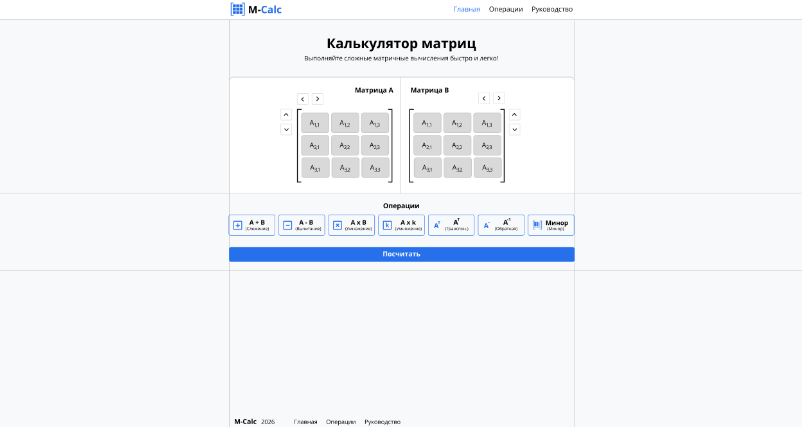 M-Calc Главная Операции Руководство
Калькулятор матриц
Выполняйте сложные матричные вычисления быстро и легко!
Матрица A Матрица B
A1,1 A1,2 A1,3 A1,1 A1,2 A1,3
A2,1 A2,2 A2,3 A2,1 A2,2 A2,3
A3,1 A3,2 A3,3 A3,1 A3,2 A3,3
Операции
A + B A - B A x B A x k Aᵀ A⁻¹ Минор
(Сложение) (Вычитание) (Умножение) (Умножение) (Транспос.) (Обратная) (Минор)
Посчитать
M-Calc 2026 Главная Операции Руководство